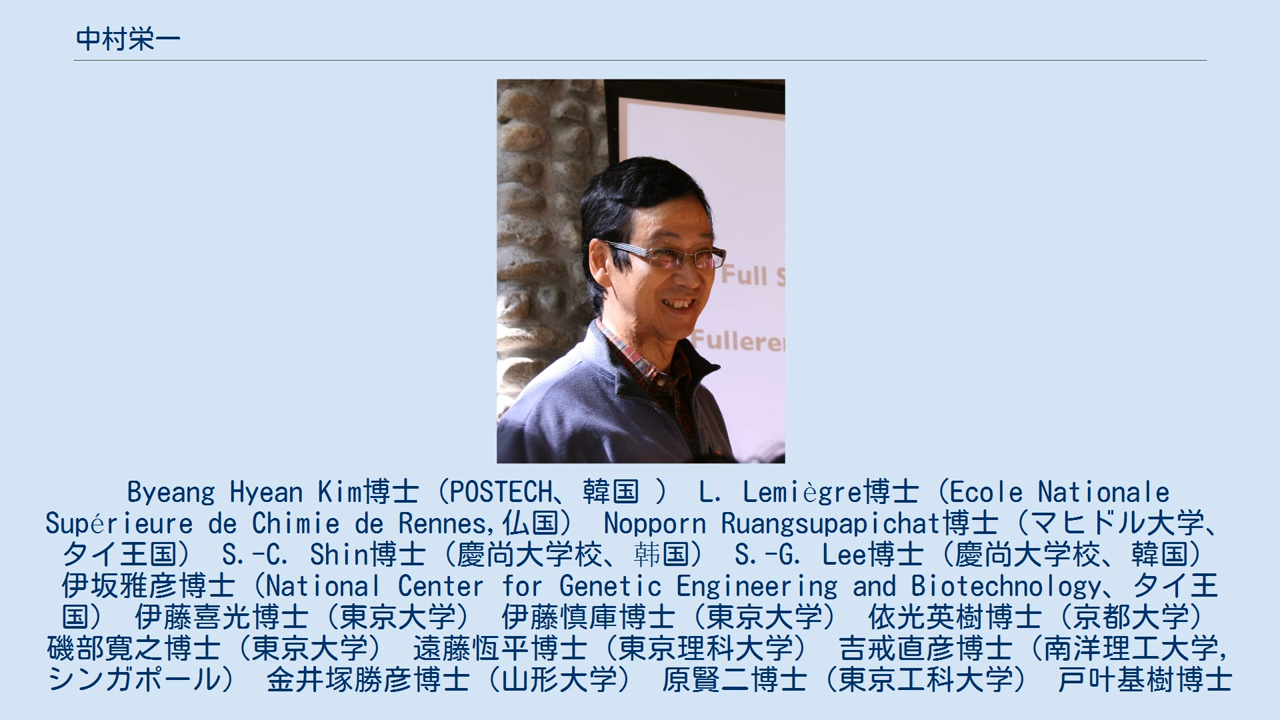 中村栄一
Full S
Fulleren
Byeang Hyean Kim博士（POSTECH、韓国 ） L. Lemiègre博士（Ecole Nationale
Supérieure de Chimie de Rennes,仏国） Nopporn Ruangsupapichat博士（マヒドル大学、
タイ王国） S.-C. Shin博士（慶尚大学校、韩国） S.-G. Lee博士（慶尚大学校、韓国）
伊坂雅彦博士（National Center for Genetic Engineering and Biotechnology、タイ王
国） 伊藤喜光博士（東京大学） 伊藤慎庫博士（東京大学） 依光英樹博士（京都大学）
磯部寛之博士（東京大学） 遠藤恆平博士（東京理科大学） 吉戒直彦博士（南洋理工大学,
シンガポール） 金井塚勝彦博士（山形大学） 原賢二博士（東京工科大学） 戸叶基樹博士